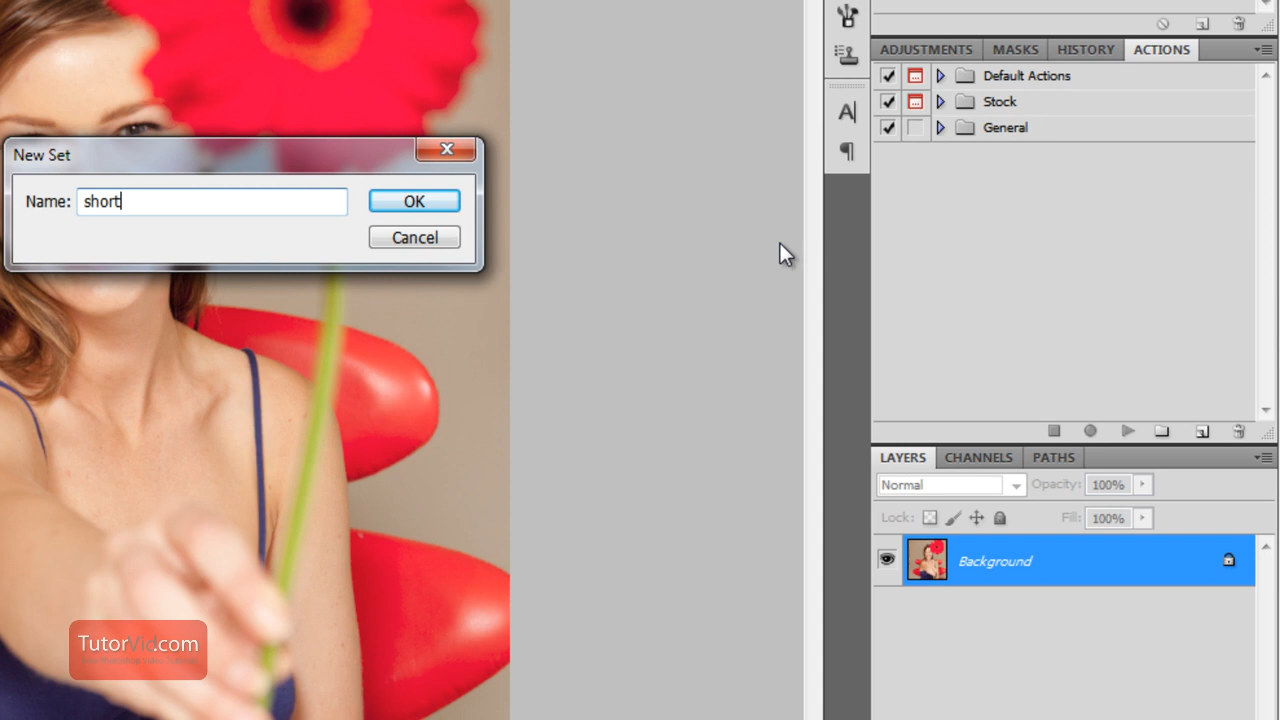 ADJUSTMENTS MASKS HISTORY ACTIONS
Default Actions
Stock
General
New Set
Name: short OK
Cancel
A
LAYERS CHANNELS PATHS
Normal Opacity: 100%
Lock: Fill: 100%
Background
TutorVid.com